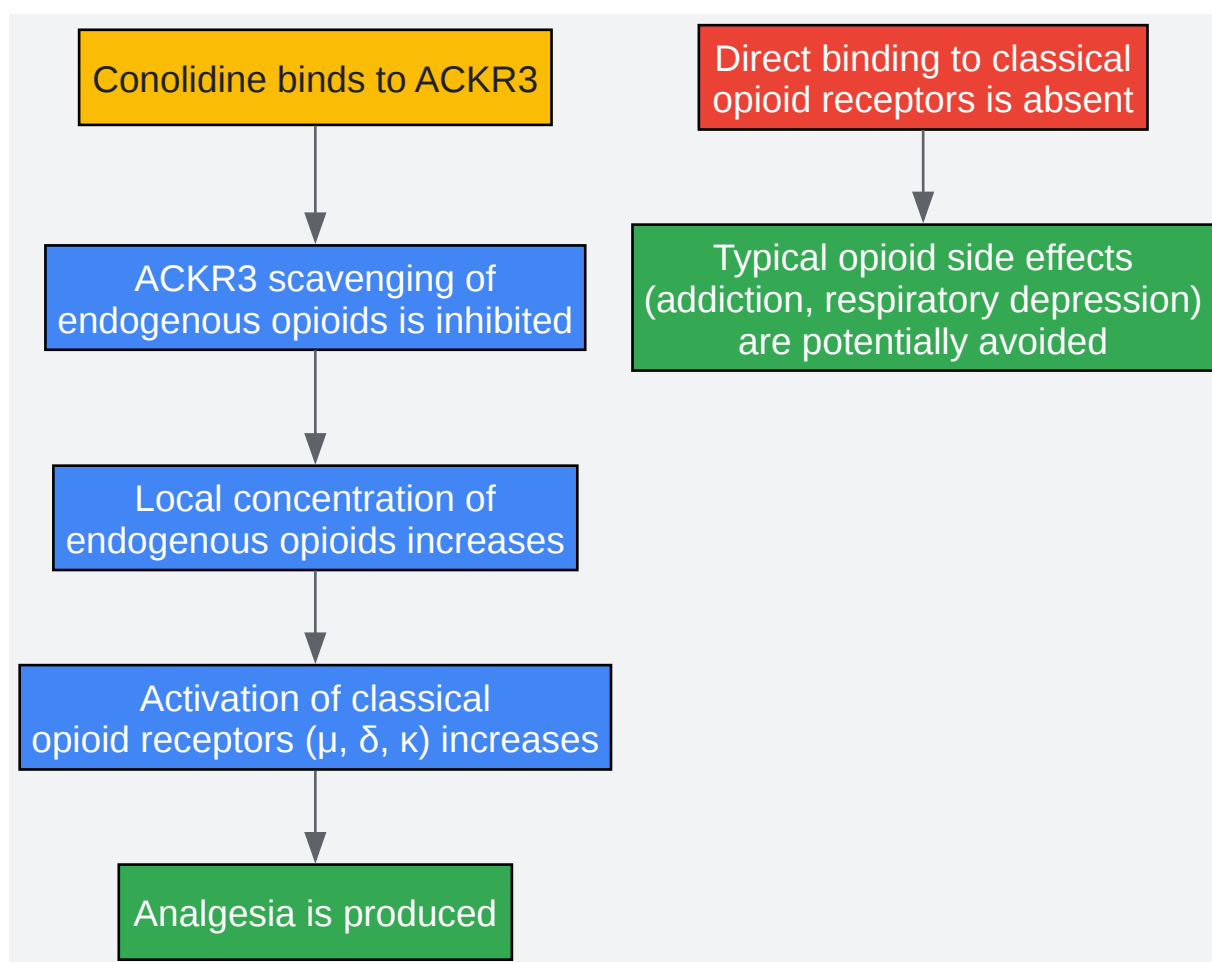 Conolidine binds to ACKR3
ACKR3 scavenging of
endogenous opioids is inhibited
Local concentration of
endogenous opioids increases
Activation of classical
opioid receptors (μ, δ, κ) increases
Analgesia is produced
Direct binding to classical
opioid receptors is absent
Typical opioid side effects
(addiction, respiratory depression)
are potentially avoided